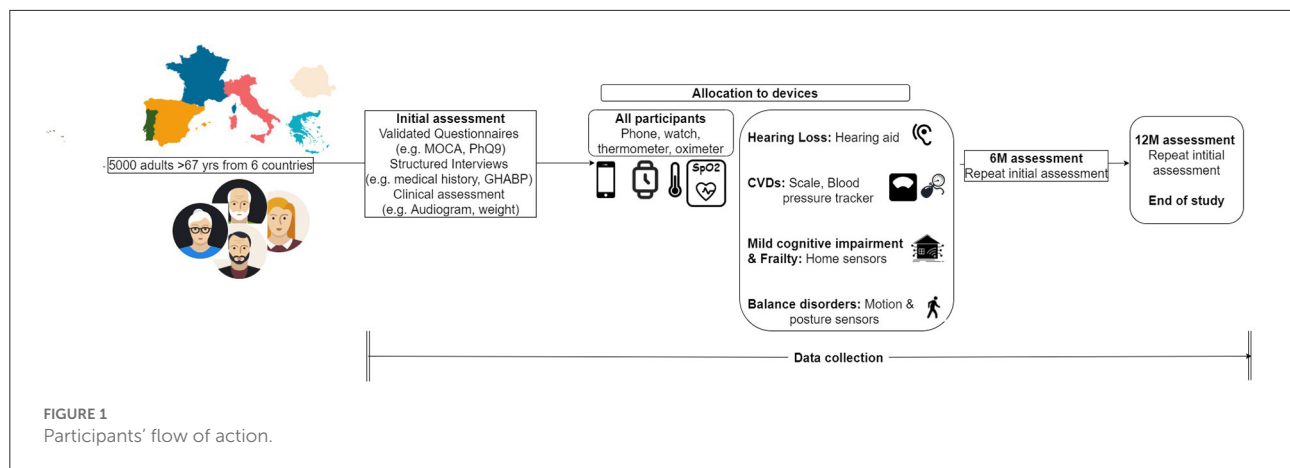 5000 adults >67 yrs from 6 countries
Initial assessment
Validated Questionnaires
(e.g. MOCA, PhQ9)
Structured Interviews
(e.g. medical history, GHABP)
Clinical assessment
(e.g. Audiogram, weight)
Allocation to devices
All participants
Phone, watch,
thermometer, oximeter
SpO2
Hearing Loss: Hearing aid
CVDs: Scale, Blood
pressure tracker
Mild cognitive impairment
& Frailty: Home sensors
Balance disorders: Motion &
posture sensors
6M assessment
Repeat initial assessment
12M assessment
Repeat intitial
assessment
End of study
Data collection
FIGURE 1
Participants' flow of action.